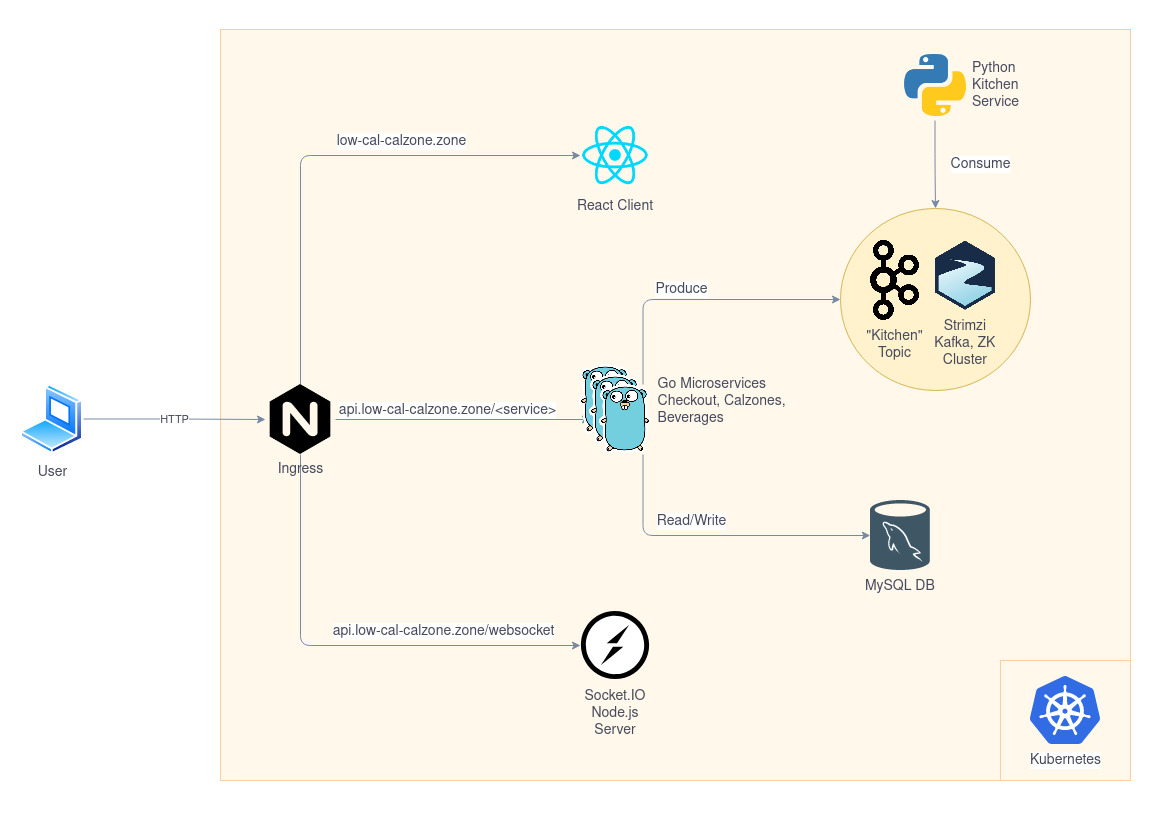 Python
Kitchen
Service
low-cal-calzone.zone
Consume
React Client
Produce
"Kitchen"
Topic
Strimzi
Kafka, ZK
Cluster
Go Microservices
Checkout, Calzones,
Beverages
api.low-cal-calzone.zone/<service>
HTTP
N
User
Ingress
Read/Write
MySQL DB
api.low-cal-calzone.zone/websocket
Socket.IO
Node.js
Server
Kubernetes